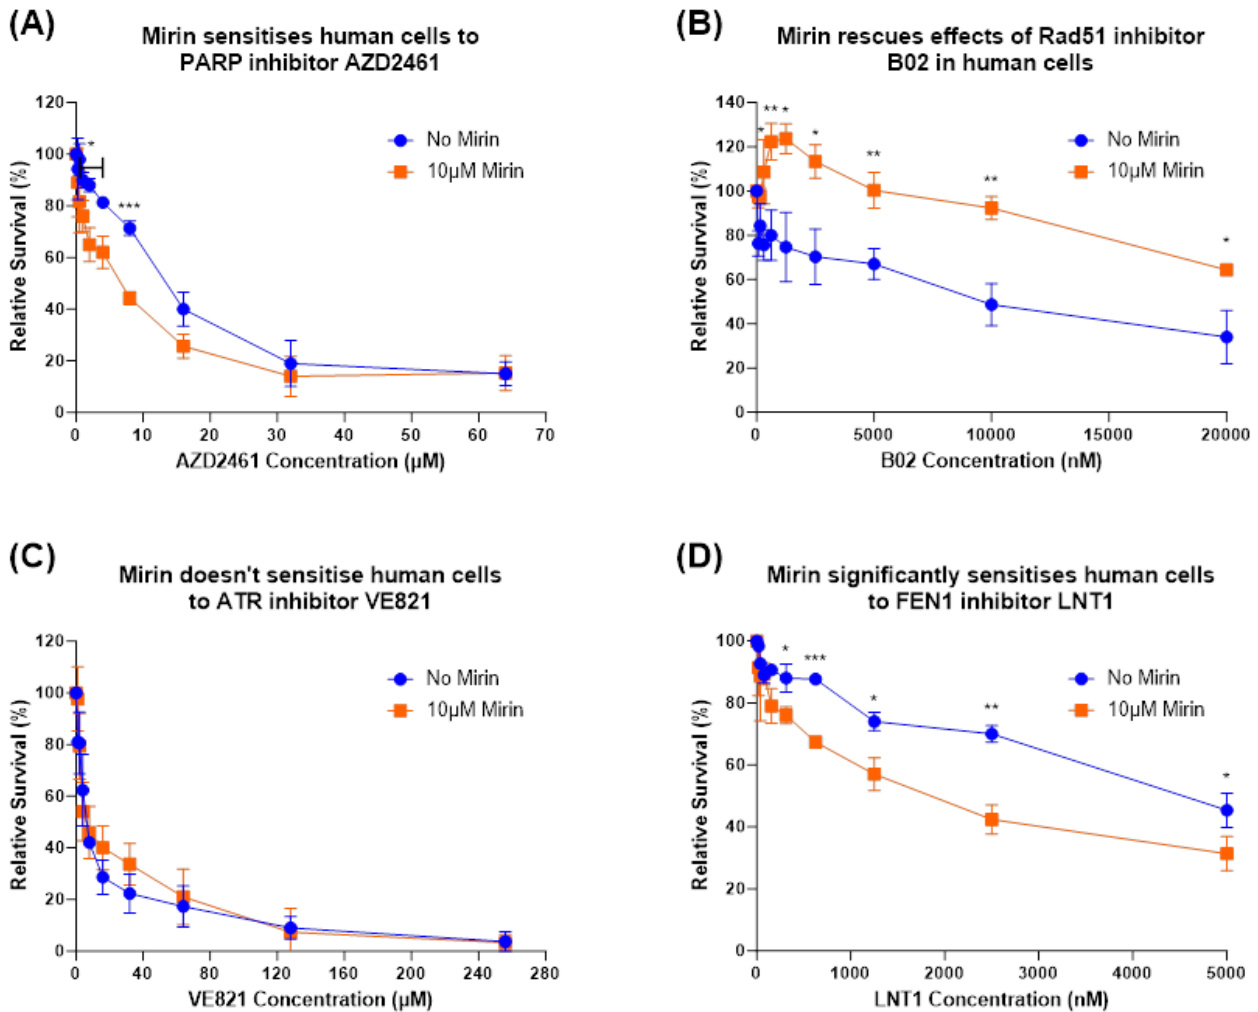 (A)
Mirin sensitises human cells to
PARP inhibitor AZD2461
120
100
80
60
40
20
0
*
***
No Mirin
10µM Mirin
0 10 20 30 40 50 60 70
Relative Survival (%)
AZD2461 Concentration (µM)
(B)
Mirin rescues effects of Rad51 inhibitor
B02 in human cells
140
120
100
80
60
40
20
0
*
**
*
*
**
**
*
No Mirin
10µM Mirin
0 5000 10000 15000 20000
Relative Survival (%)
B02 Concentration (nM)
(C)
Mirin doesn't sensitise human cells
to ATR inhibitor VE821
120
100
80
60
40
20
0
No Mirin
10µM Mirin
0 40 80 120 160 200 240 280
Relative Survival (%)
VE821 Concentration (µM)
(D)
Mirin significantly sensitises human cells
to FEN1 inhibitor LNT1
100
80
60
40
20
0
*
***
*
**
*
No Mirin
10µM Mirin
0 1000 2000 3000 4000 5000
Relative Survival (%)
LNT1 Concentration (nM)